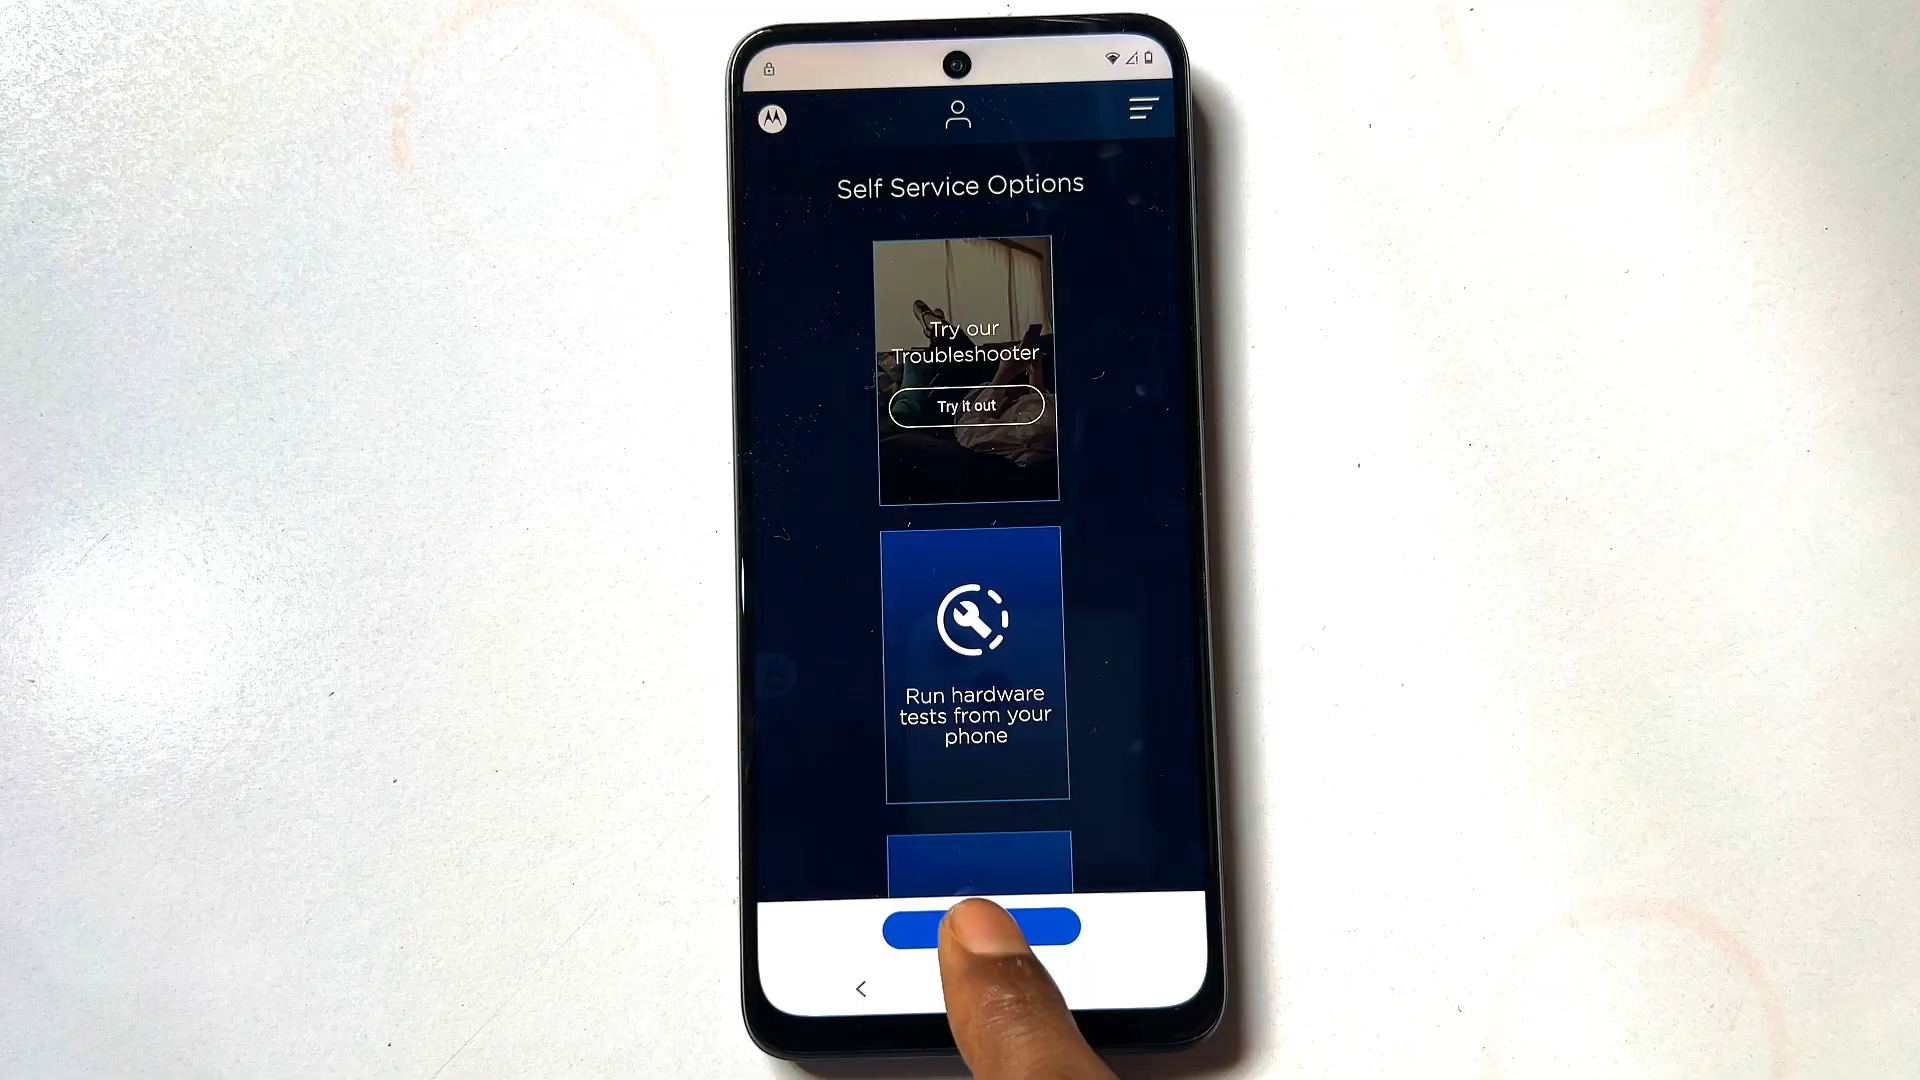 Self Service Options
Try our
Troubleshooter
Try it out
Run hardware
tests from your
phone